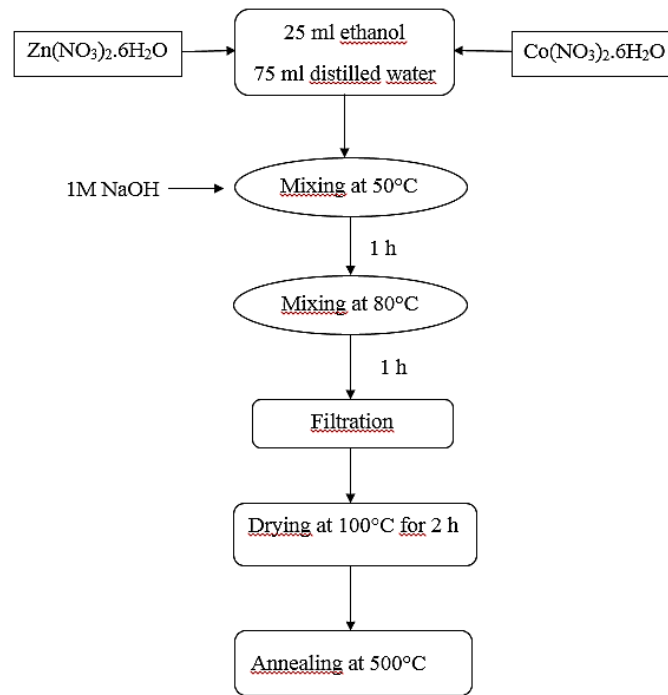 Zn(NO3)2.6H2O
25 ml ethanol
75 ml distilled water
Co(NO3)2.6H2O
1M NaOH
Mixing at 50°C
1 h
Mixing at 80°C
1 h
Filtration
Drying at 100°C for 2 h
Annealing at 500°C